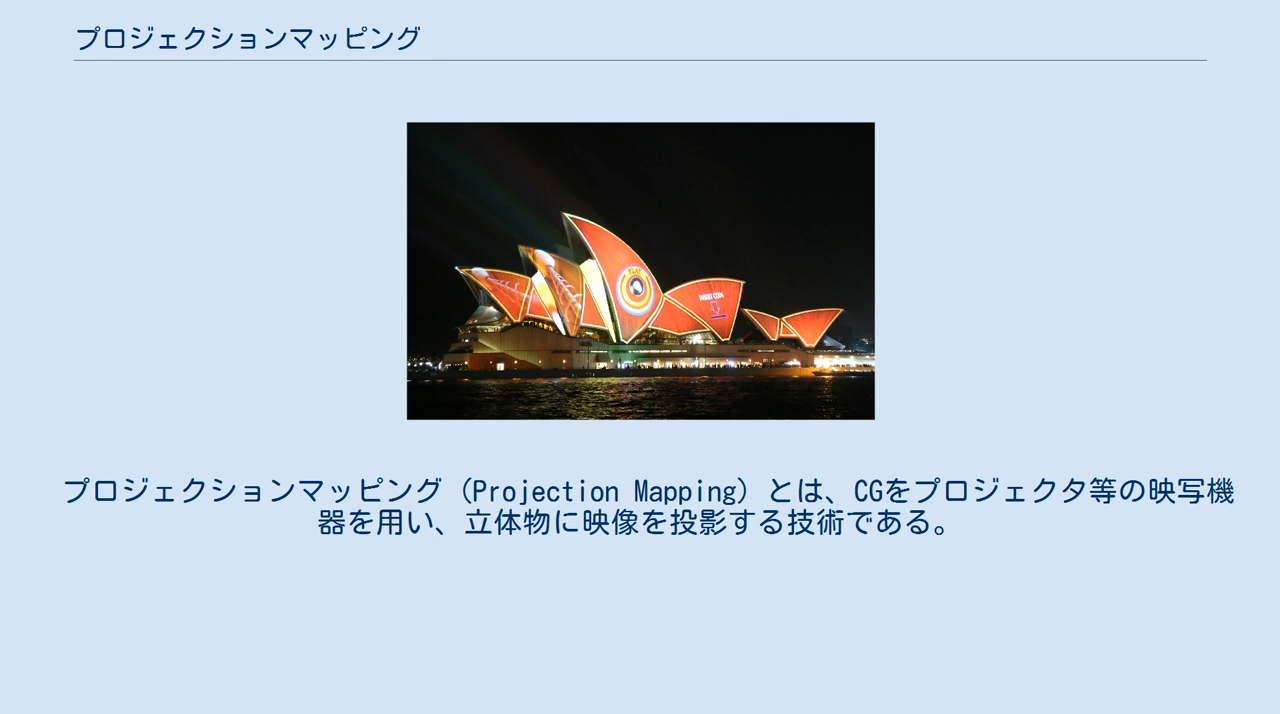 プロジェクションマッピング
PLAY
INSERT COIN
プロジェクションマッピング（Projection Mapping）とは、CGをプロジェクタ等の映写機
器を用い、立体物に映像を投影する技術である。